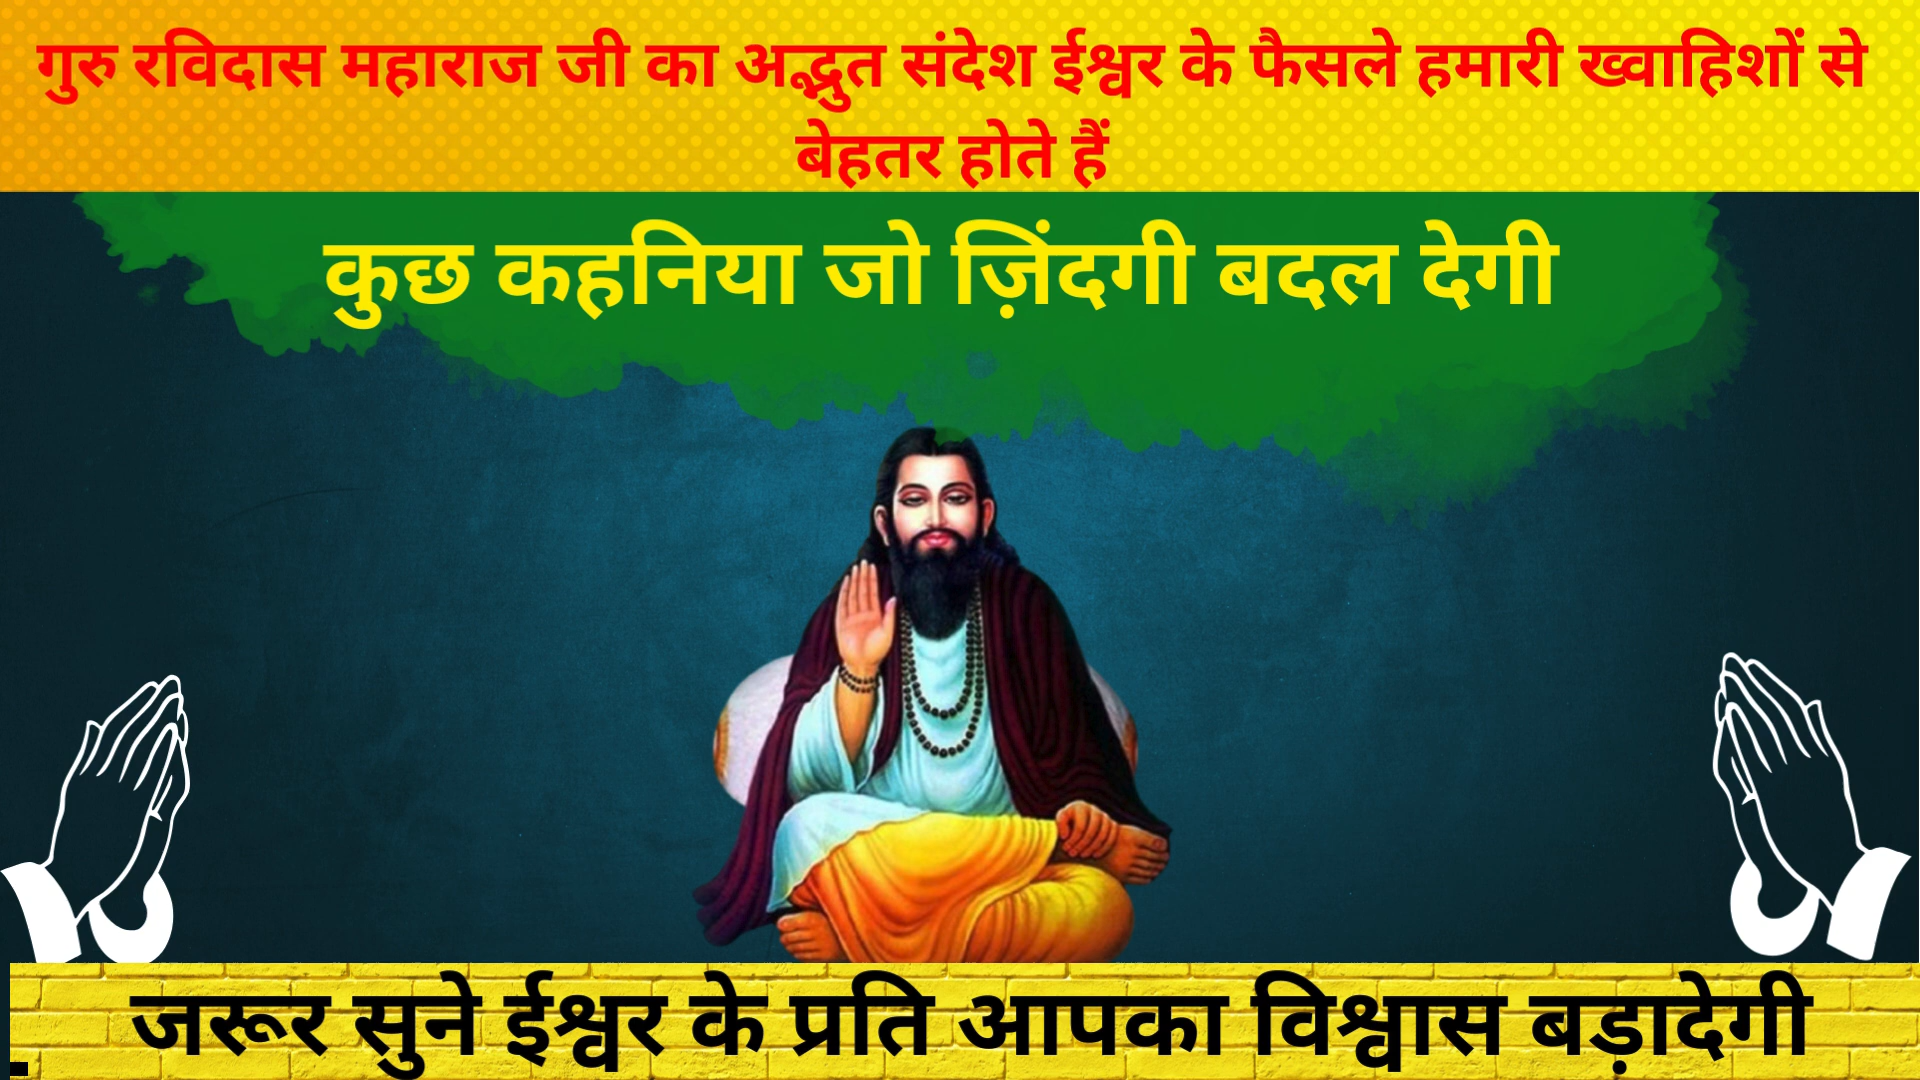 गुरु रविदास महाराज जी का अद्भुत संदेश ईश्वर के फैसले हमारी ख्वाहिशों से
बेहतर होते हैं
कुछ कहनिया जो ज़िंदगी बदल देगी
जरूर सुने ईश्वर के प्रति आपका विश्वास बड़ादेगी